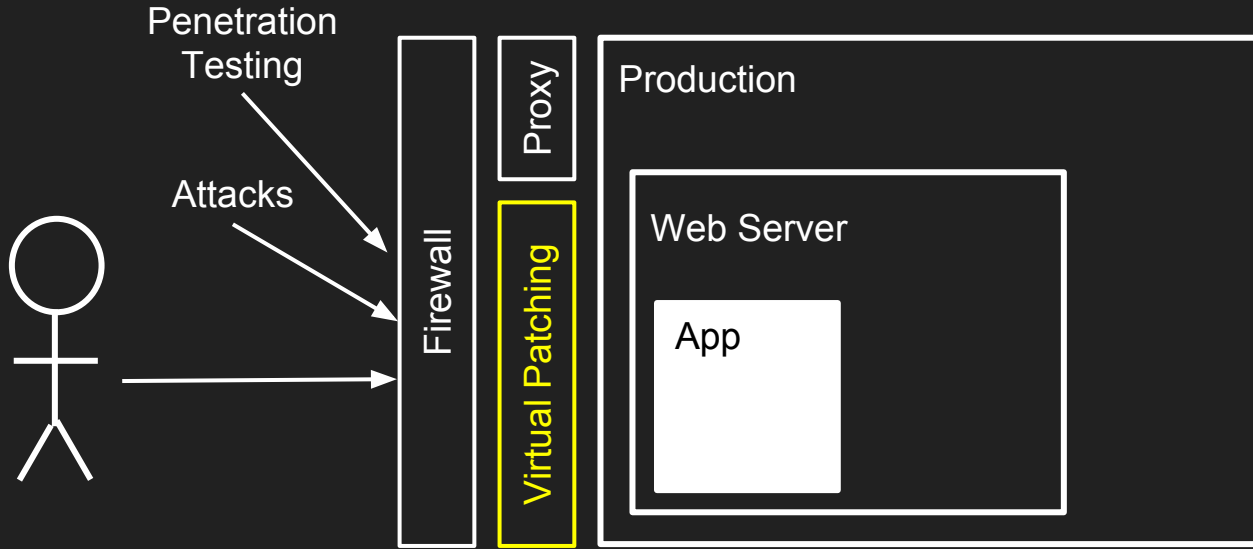 Penetration
Testing
Attacks
Firewall
Proxy
Virtual Patching
Production
Web Server
App